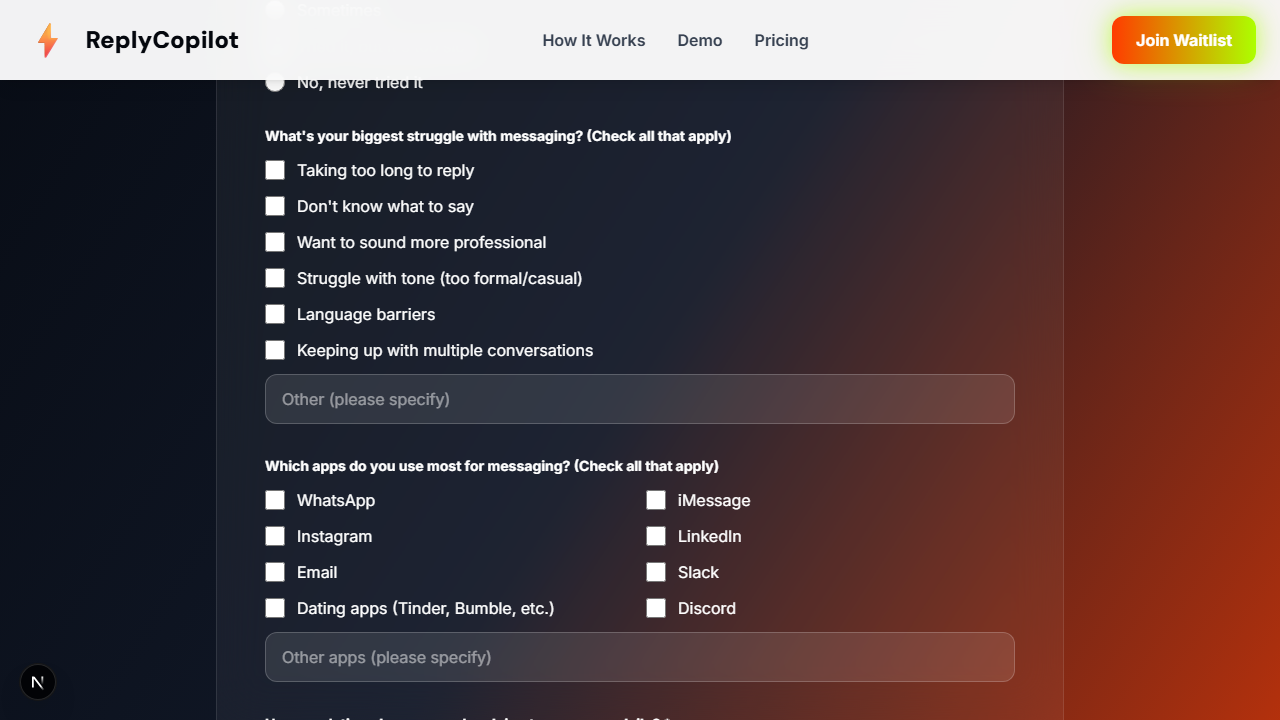 ReplyCopilot
How It Works
Demo
Pricing
Join Waitlist
No, never tried it
What's your biggest struggle with messaging? (Check all that apply)
Taking too long to reply
Don't know what to say
Want to sound more professional
Struggle with tone (too formal/casual)
Language barriers
Keeping up with multiple conversations
Other (please specify)
Which apps do you use most for messaging? (Check all that apply)
WhatsApp
iMessage
Instagram
LinkedIn
Email
Slack
Dating apps (Tinder, Bumble, etc.)
Discord
Other apps (please specify)
N